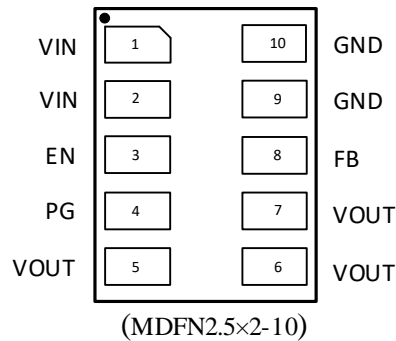 VIN 1 10 GND
VIN 2 9 GND
EN 3 8 FB
PG 4 7 VOUT
VOUT 5 6 VOUT
(MDFN2.5×2-10)